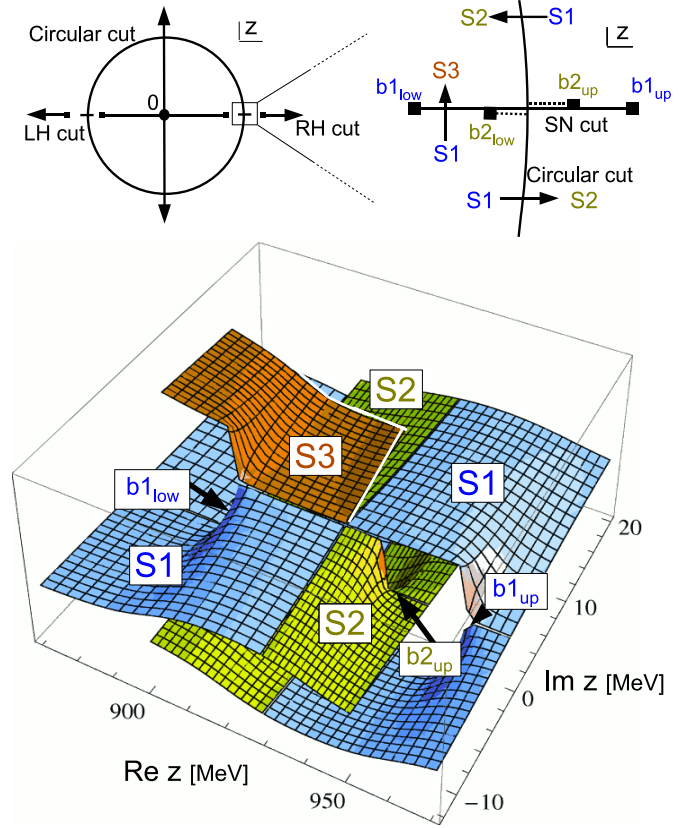 Circular cut
z
0
LH cut
RH cut
S2
S1
z
S3
b1low
b2up
b1up
b2low
SN cut
S1
Circular cut
S1
S2
S2
S3
S1
b1low
S1
S2
b1up
b2up
20
10
0
−10
Im z [MeV]
900
950
Re z [MeV]